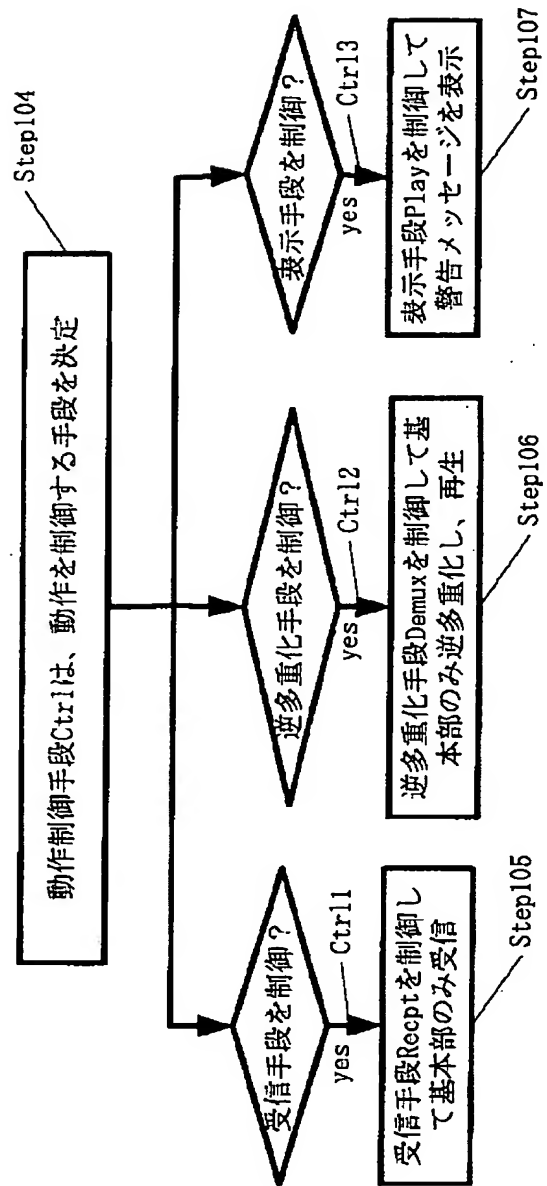 Step104
動作制御手段Ctrlは、動作を制御する手段を決定
受信手段を制御？
逆多重化手段を制御？
表示手段を制御？
yes
Ctrl1
yes
Ctrl2
yes
Ctrl3
受信手段Recptを制御し
て基本部のみ受信
逆多重化手段Demuxを制御して基
本部のみ逆多重化し、再生
表示手段Playを制御して
警告メッセージを表示
Step105
Step106
Step107